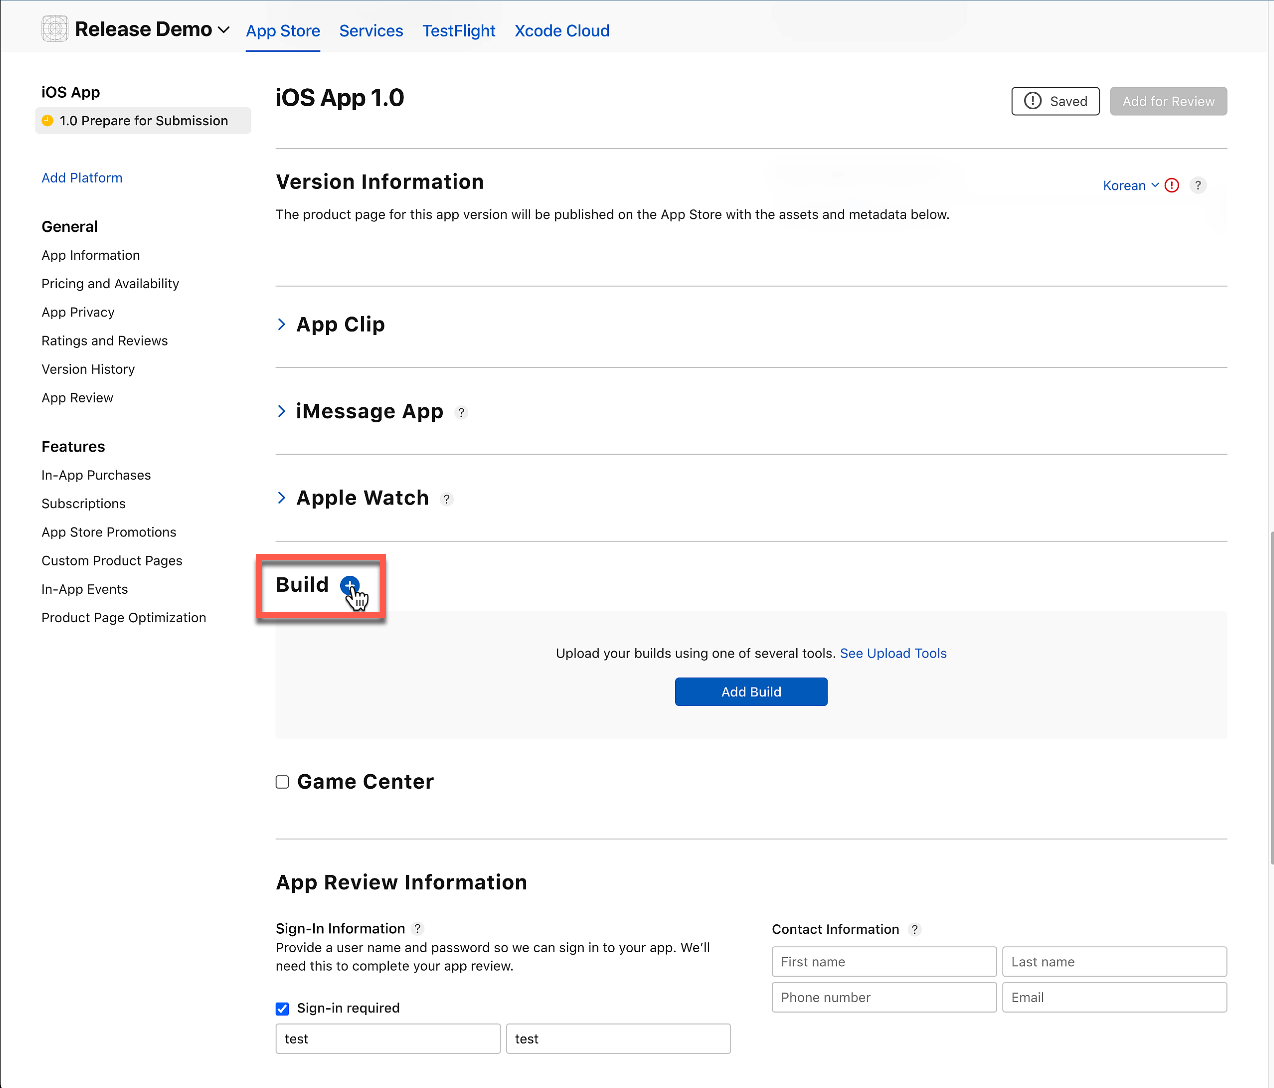 Release Demo
App Store
Services
TestFlight
Xcode Cloud
iOS App
1.0 Prepare for Submission
Add Platform
General
App Information
Pricing and Availability
App Privacy
Ratings and Reviews
Version History
App Review
Features
In-App Purchases
Subscriptions
App Store Promotions
Custom Product Pages
In-App Events
Product Page Optimization
iOS App 1.0
Saved
Add for Review
Version Information
Korean
?
The product page for this app version will be published on the App Store with the assets and metadata below.
App Clip
iMessage App ?
Apple Watch ?
Build
Upload your builds using one of several tools. See Upload Tools
Add Build
Game Center
App Review Information
Sign-In Information ?
Provide a user name and password so we can sign in to your app. We'll
need this to complete your app review.
Sign-in required
test
test
Contact Information ?
First name
Last name
Phone number
Email